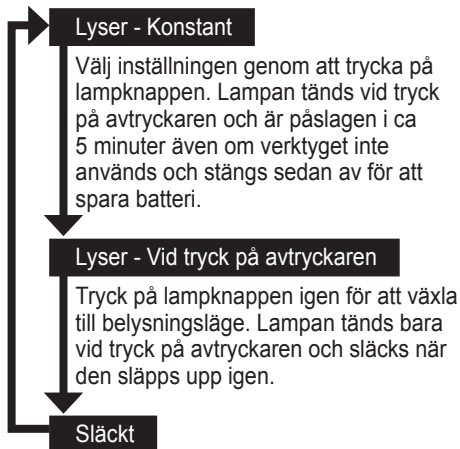 Lyser - Konstant
Välj inställningen genom att trycka på
lampknappen. Lampan tänds vid tryck
på avtryckaren och är påslagen i ca
5 minuter även om verktyget inte
används och stängs sedan av för att
spara batteri.
Lyser - Vid tryck på avtryckaren
Tryck på lampknappen igen för att växla
till belysningsläge. Lampan tänds bara
vid tryck på avtryckaren och släcks när
den släpps upp igen.
Släckt